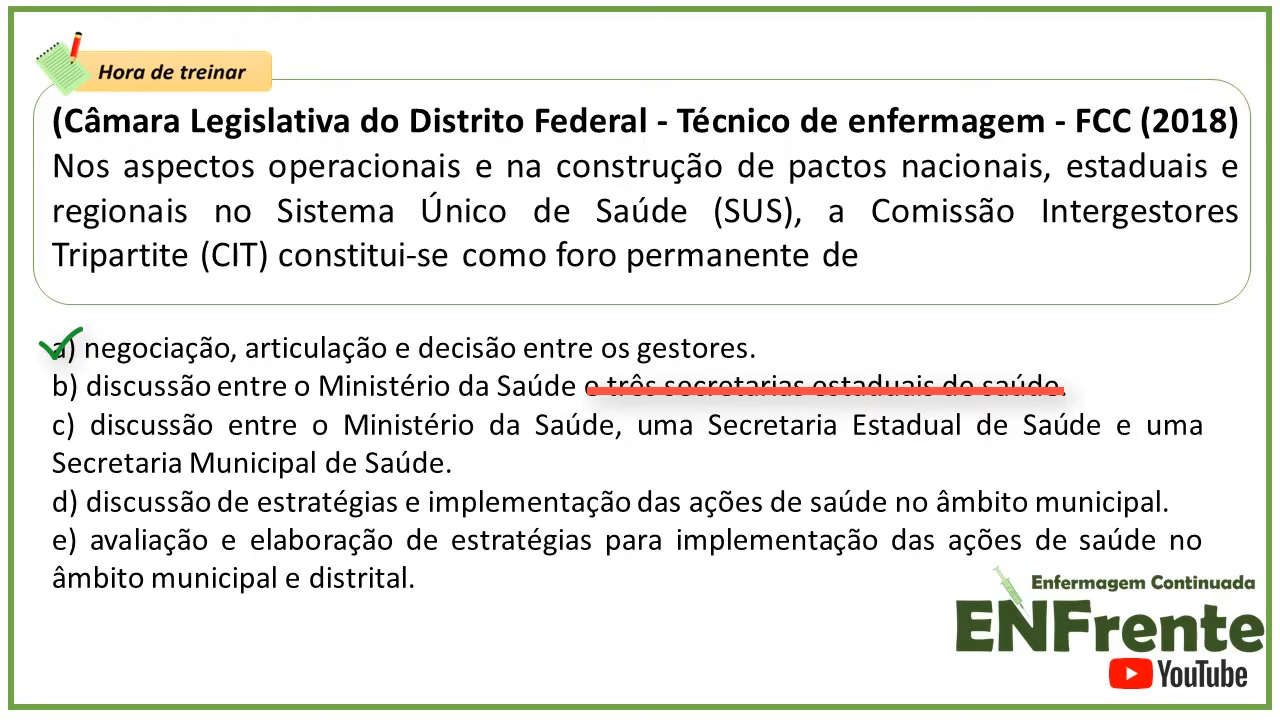 Hora de treinar
(Câmara Legislativa do Distrito Federal - Técnico de enfermagem - FCC (2018)
Nos aspectos operacionais e na construção de pactos nacionais, estaduais e
regionais no Sistema Único de Saúde (SUS), a Comissão Intergestores
Tripartite (CIT) constitui-se como foro permanente de
a) negociação, articulação e decisão entre os gestores.
b) discussão entre o Ministério da Saúde e três secretarias estaduais de saúde.
c) discussão entre o Ministério da Saúde, uma Secretaria Estadual de Saúde e uma
Secretaria Municipal de Saúde.
d) discussão de estratégias e implementação das ações de saúde no âmbito municipal.
e) avaliação e elaboração de estratégias para implementação das ações de saúde no
âmbito municipal e distrital.
Enfermagem Continuada
ENFrente
YouTube